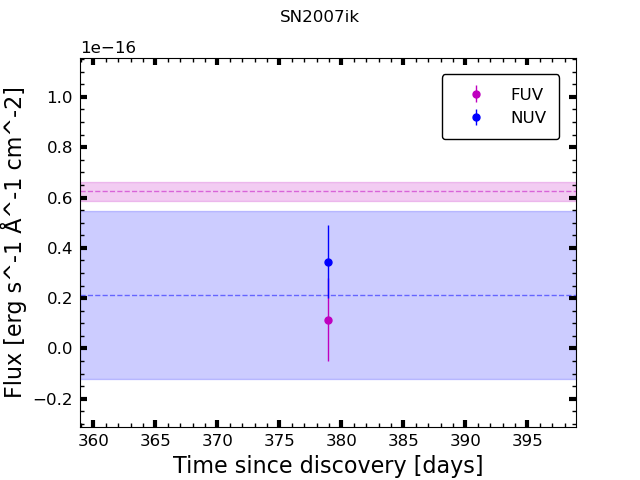 SN2007ik
1e−16
Flux [erg s^-1 Å^-1 cm^-2]
1.0
0.8
0.6
0.4
0.2
0.0
−0.2
FUV
NUV
360 365 370 375 380 385 390 395
Time since discovery [days]